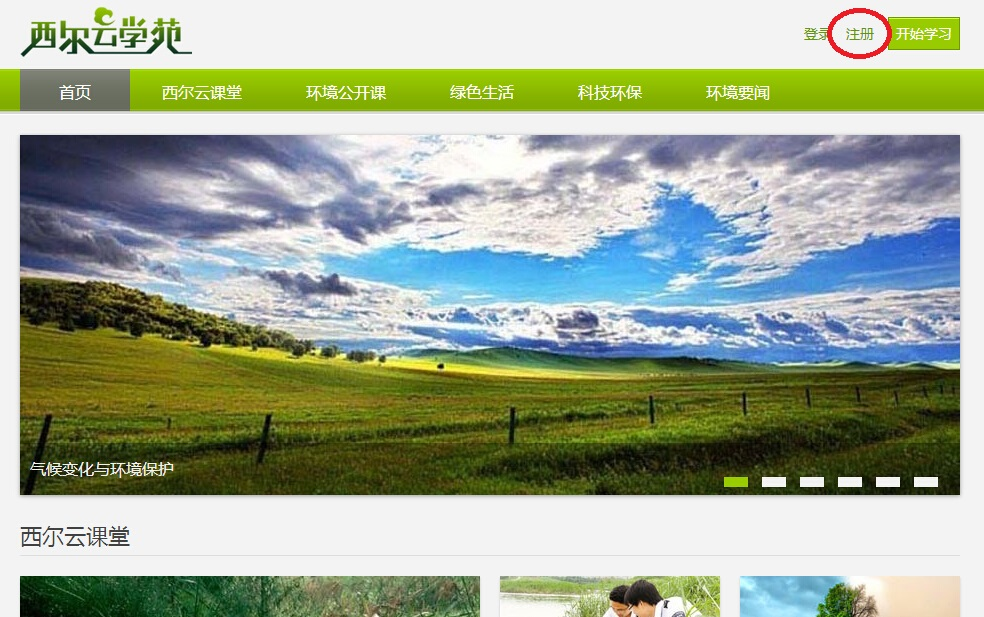 西尔云学苑
登录 注册 开始学习
首页 西尔云课堂 环境公开课 绿色生活 科技环保 环境要闻
气候变化与环境保护
西尔云课堂